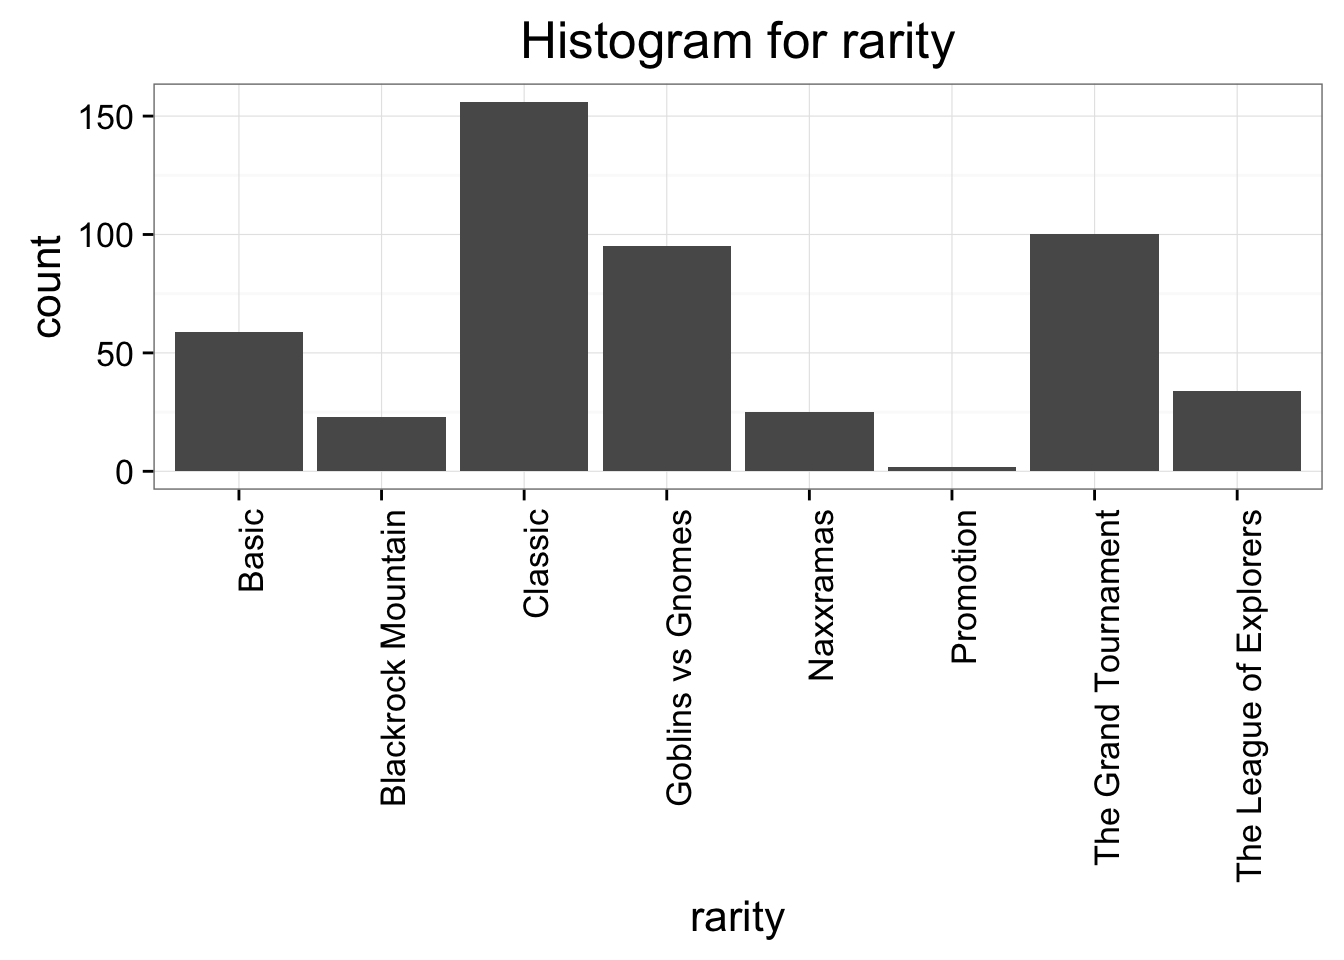 Histogram for rarity
count
150
100
50
0
Basic
Blackrock Mountain
Classic
Goblins vs Gnomes
Naxxramas
Promotion
The Grand Tournament
The League of Explorers
rarity